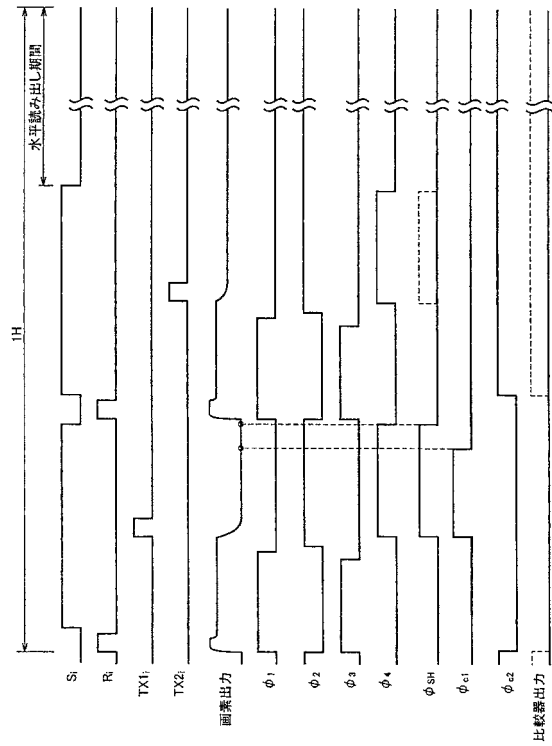 1H
水平読み出し期間
Si
Ri
TX1i
TX2i
画素出力
φ1
φ2
φ3
φ4
φSH
φc1
φc2
比較器出力